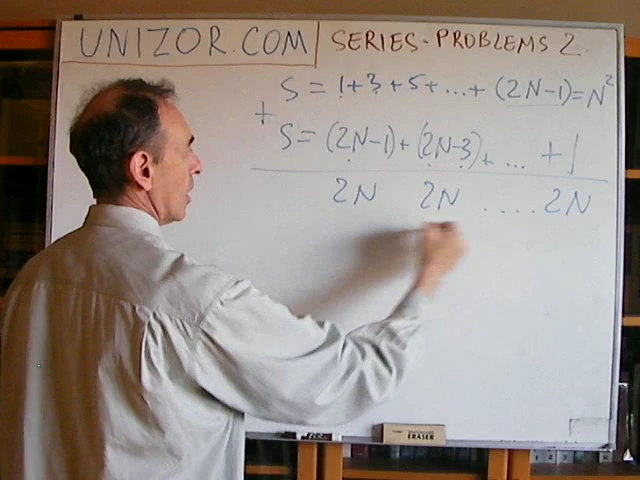 UNIZOR.COM | SERIES-PROBLEMS 2.
S = 1+3+5+...+(2N-1)=N²
+
S=(2N-1)+(2N-3)+...+1
2N 2N ....2N
ERASER